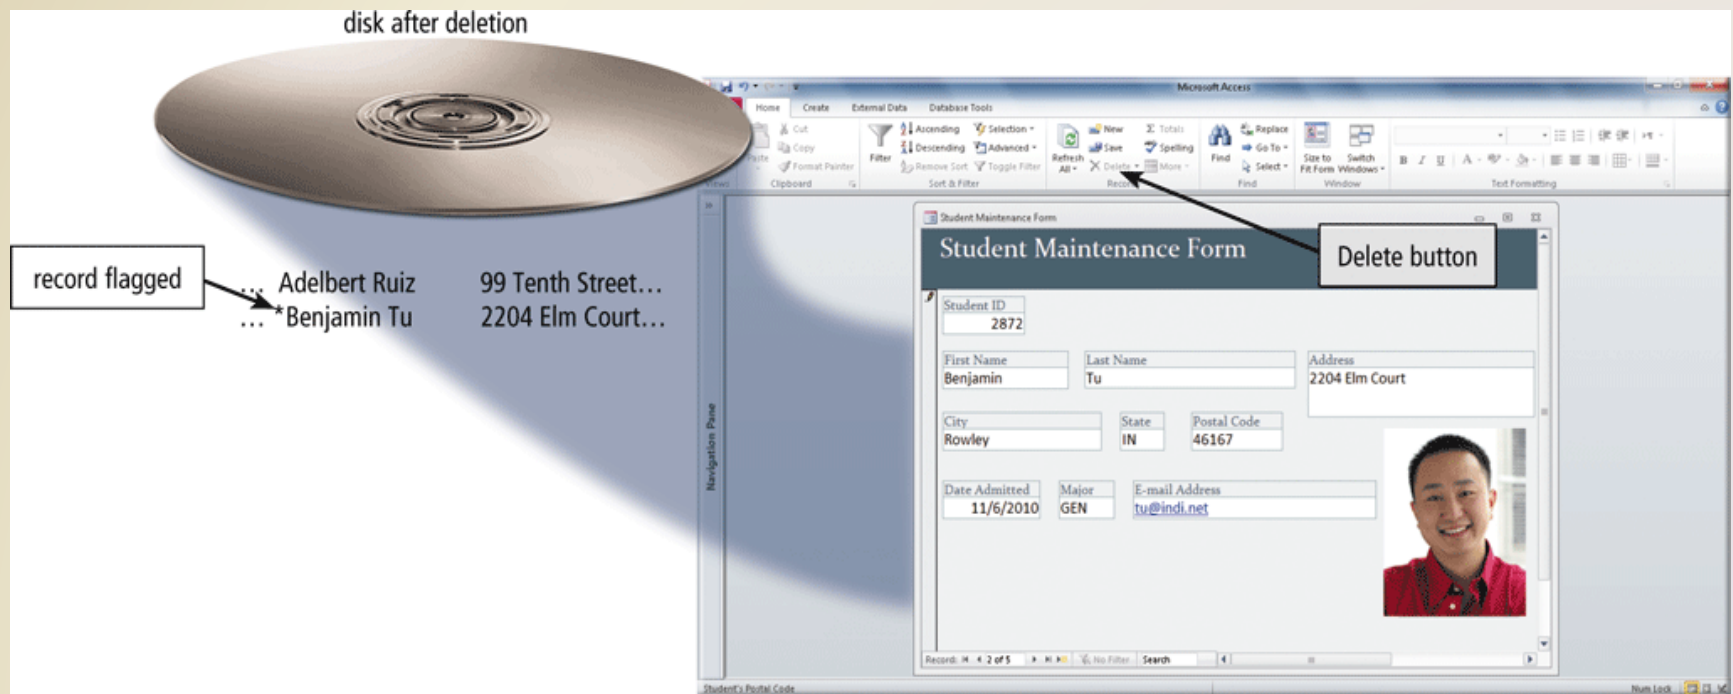 disk after deletion
Microsoft Access
Home Create External Data Database Tools
Cut
Copy
Format Painter
Paste
Clipboard
Filter
Ascending
Descending
Remove Sort
Selection
Advanced
Toggle Filter
Sort & Filter
Refresh All
New
Save
Delete
Totals
Spelling
More
Find
Replace
Go To
Select
Find
Size to Fit Form
Switch Windows
Window
B I U A
Text Formatting
Views
Student Maintenance Form
Student Maintenance Form
Delete button
record flagged
... Adelbert Ruiz 99 Tenth Street...
... *Benjamin Tu 2204 Elm Court...
Student ID
2872
First Name Last Name Address
Benjamin Tu 2204 Elm Court
City State Postal Code
Rowley IN 46167
Date Admitted Major E-mail Address
11/6/2010 GEN tu@indi.net
Navigation Pane
Record: 2 of 5 No Filter Search
Student's Postal Code
Num Lock